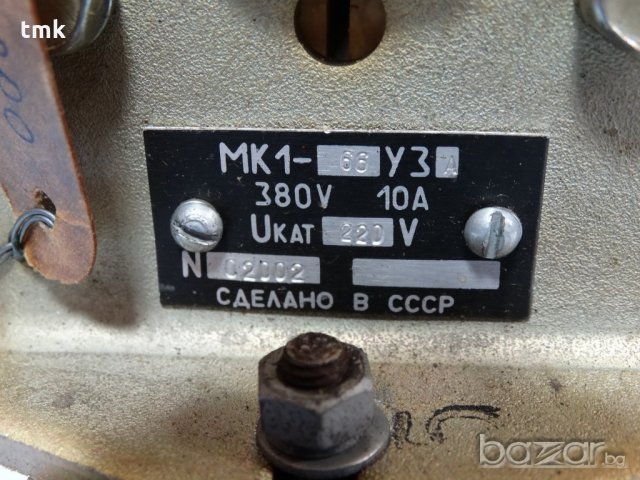 tmk
МК1-66 У3 А
380V 10А
Uкат 220 V
N 02002
СДЕЛАНО В СССР
bazar.bg